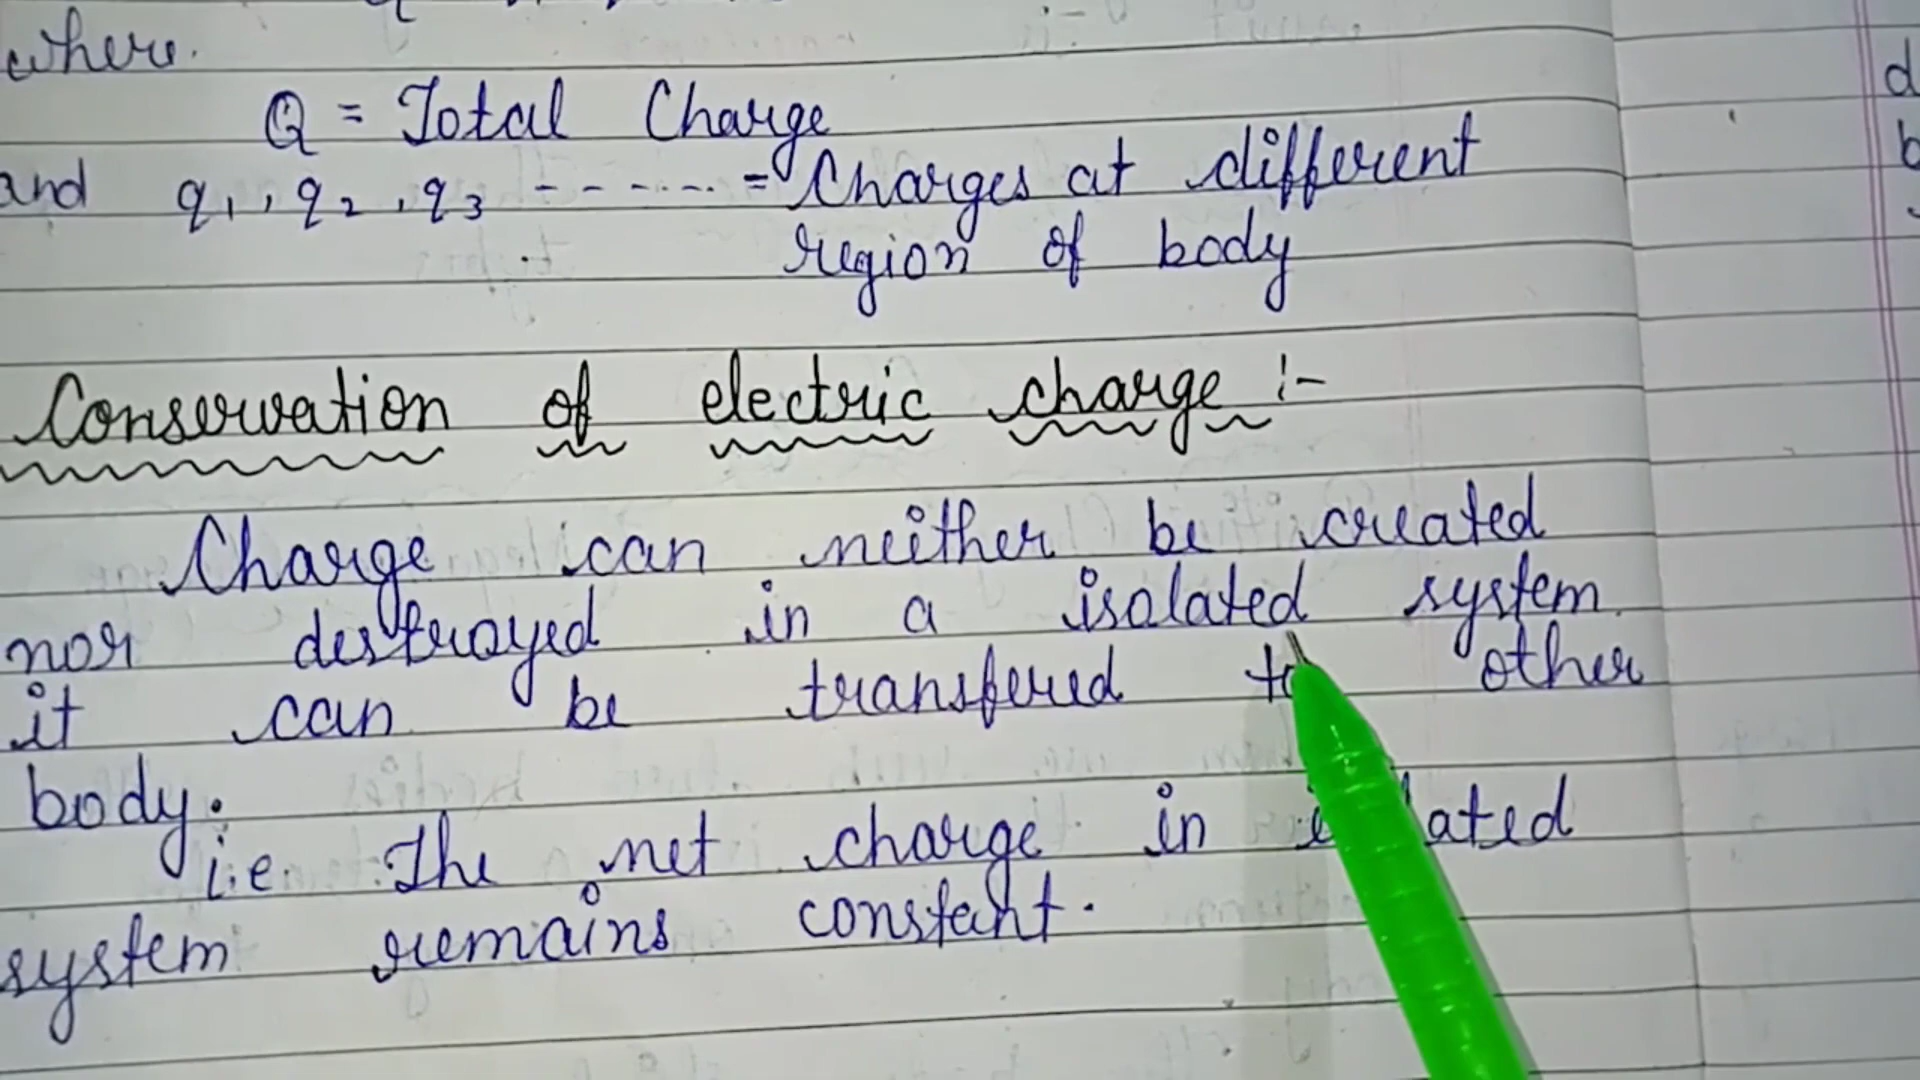 where.
Q = Total Charge
and q1, q2, q3 ------- = Charges at different
region of body
Conservation of electric charge :-
Charge can neither be created
nor destroyed in a isolated system
it can be transfered to other
body.
i.e. The net charge in isolated
system remains constant.
d
b